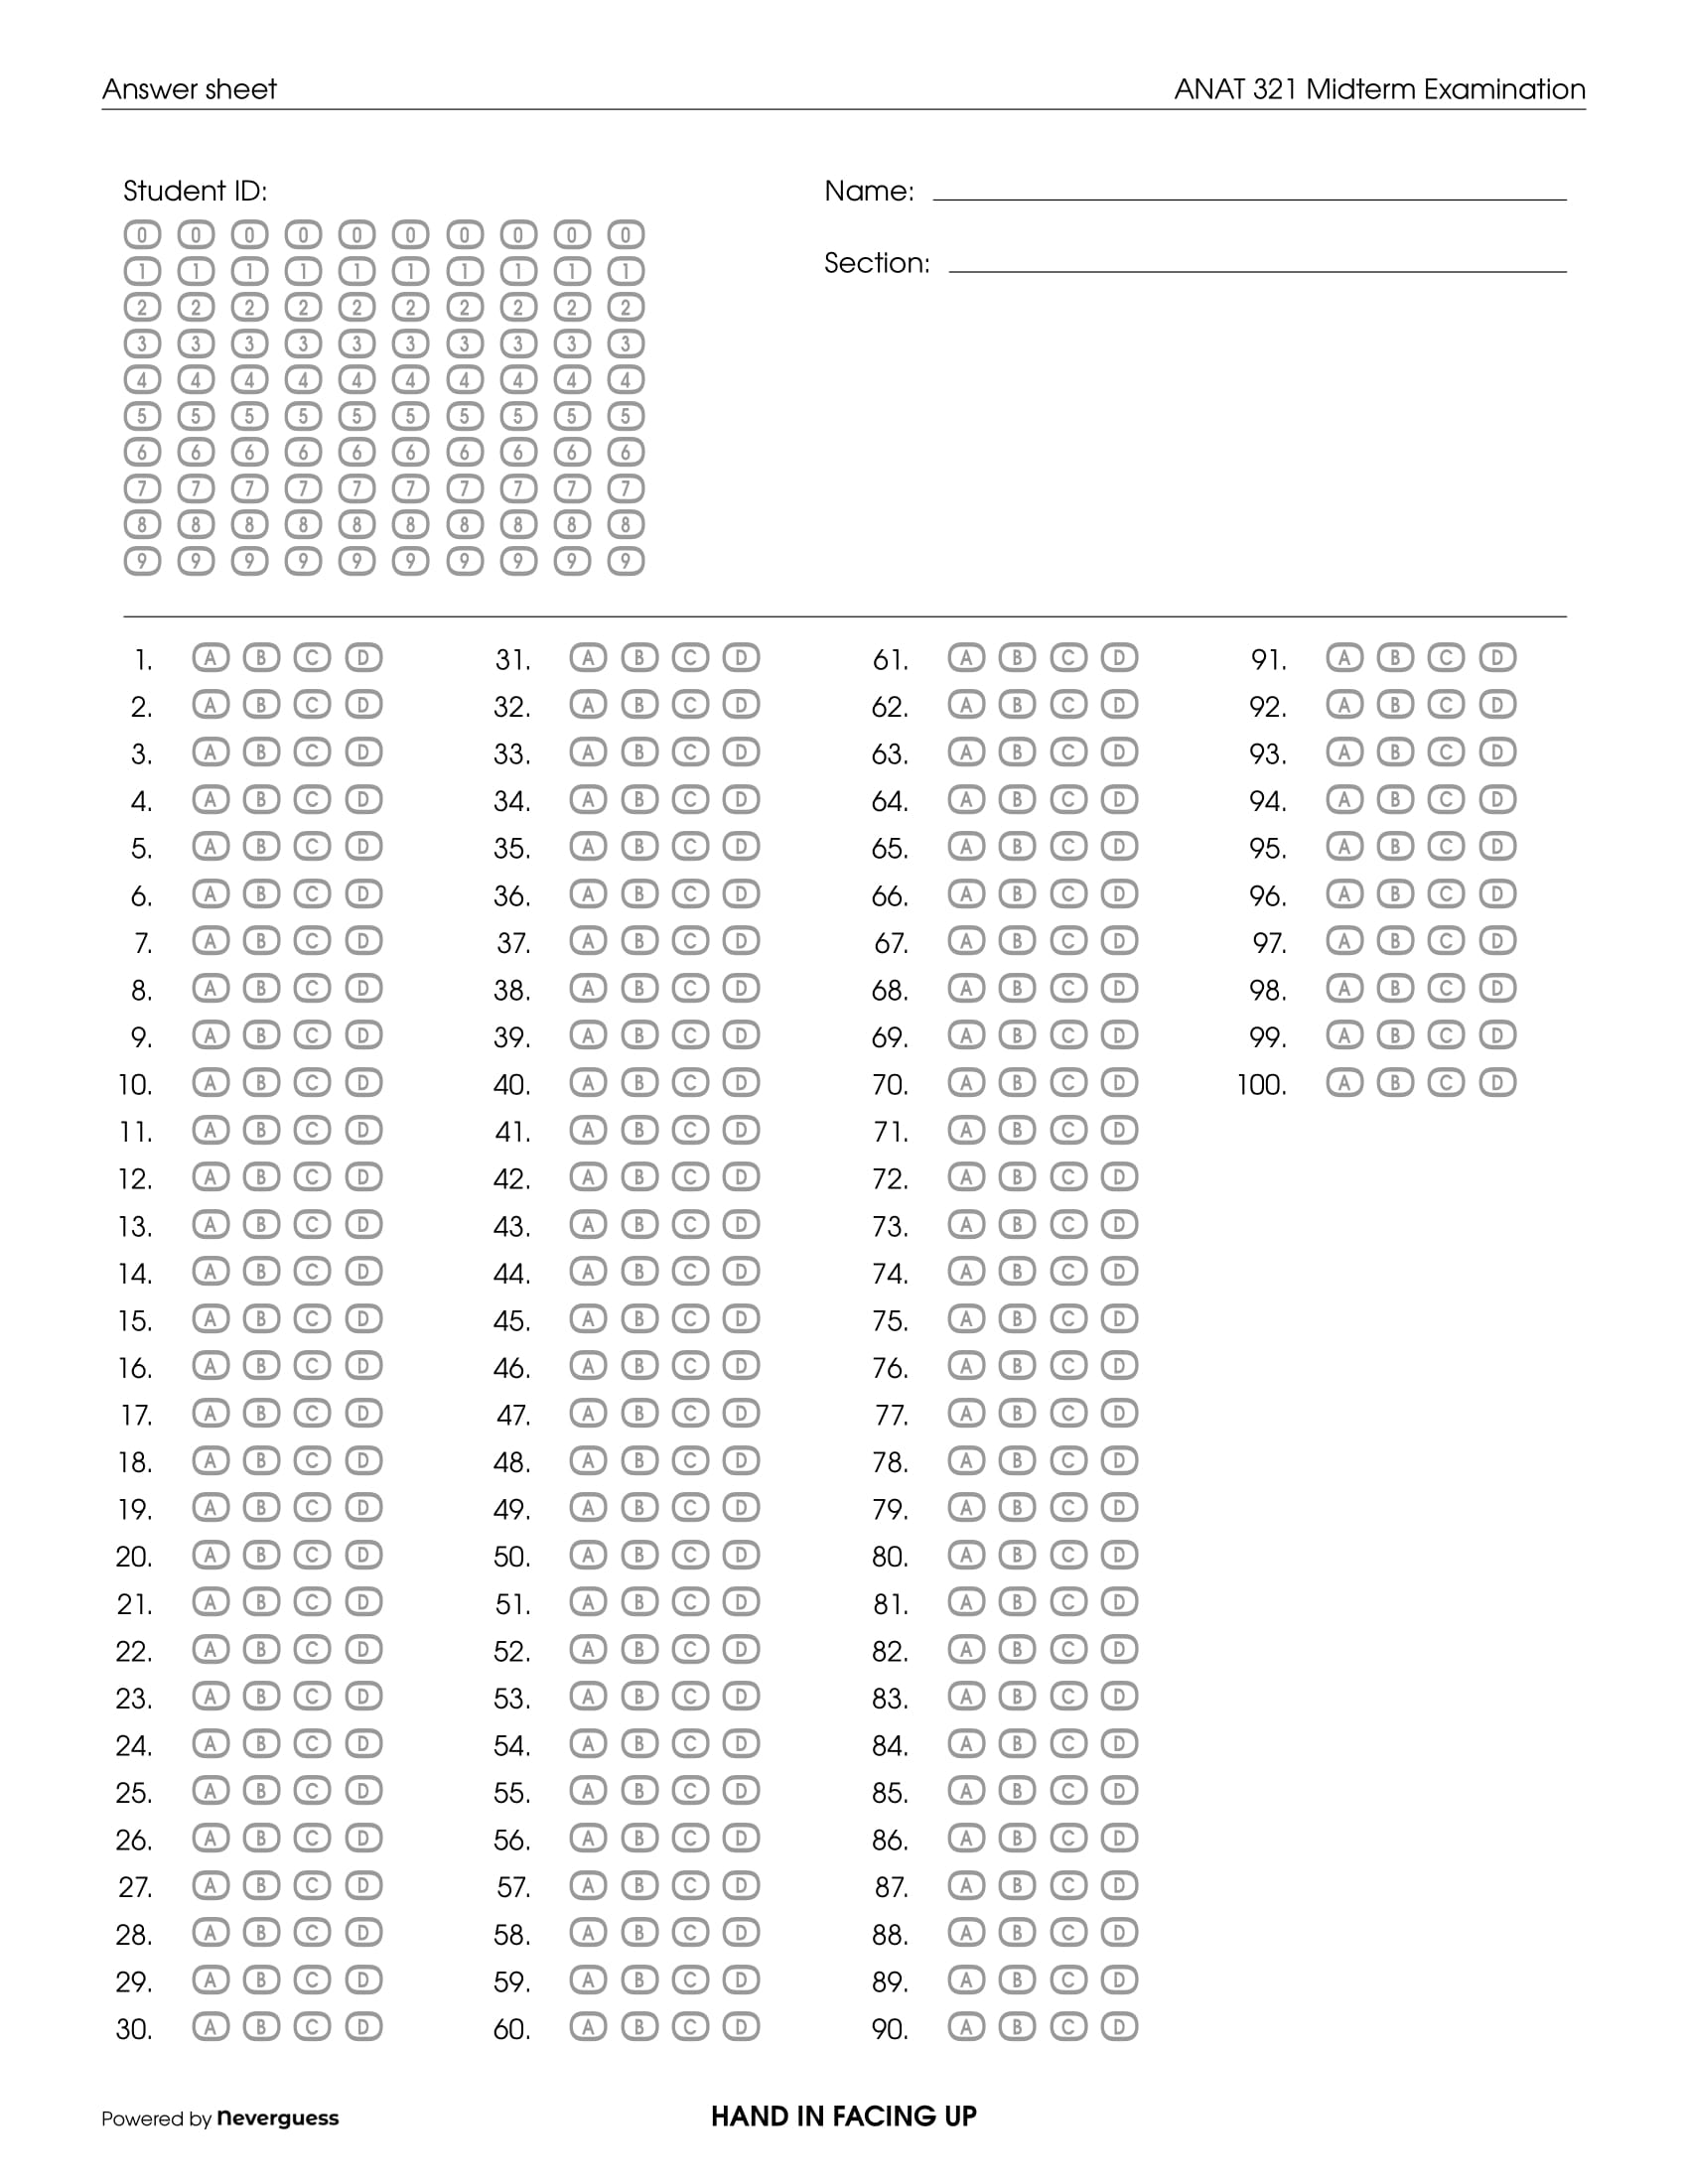 Answer sheet ANAT 321 Midterm Examination
Student ID: Name:
0 0 0 0 0 0 0 0 0 0
1 1 1 1 1 1 1 1 1 1 Section:
2 2 2 2 2 2 2 2 2 2
3 3 3 3 3 3 3 3 3 3
4 4 4 4 4 4 4 4 4 4
5 5 5 5 5 5 5 5 5 5
6 6 6 6 6 6 6 6 6 6
7 7 7 7 7 7 7 7 7 7
8 8 8 8 8 8 8 8 8 8
9 9 9 9 9 9 9 9 9 9
1. A B C D 31. A B C D 61. A B C D 91. A B C D
2. A B C D 32. A B C D 62. A B C D 92. A B C D
3. A B C D 33. A B C D 63. A B C D 93. A B C D
4. A B C D 34. A B C D 64. A B C D 94. A B C D
5. A B C D 35. A B C D 65. A B C D 95. A B C D
6. A B C D 36. A B C D 66. A B C D 96. A B C D
7. A B C D 37. A B C D 67. A B C D 97. A B C D
8. A B C D 38. A B C D 68. A B C D 98. A B C D
9. A B C D 39. A B C D 69. A B C D 99. A B C D
10. A B C D 40. A B C D 70. A B C D 100. A B C D
11. A B C D 41. A B C D 71. A B C D
12. A B C D 42. A B C D 72. A B C D
13. A B C D 43. A B C D 73. A B C D
14. A B C D 44. A B C D 74. A B C D
15. A B C D 45. A B C D 75. A B C D
16. A B C D 46. A B C D 76. A B C D
17. A B C D 47. A B C D 77. A B C D
18. A B C D 48. A B C D 78. A B C D
19. A B C D 49. A B C D 79. A B C D
20. A B C D 50. A B C D 80. A B C D
21. A B C D 51. A B C D 81. A B C D
22. A B C D 52. A B C D 82. A B C D
23. A B C D 53. A B C D 83. A B C D
24. A B C D 54. A B C D 84. A B C D
25. A B C D 55. A B C D 85. A B C D
26. A B C D 56. A B C D 86. A B C D
27. A B C D 57. A B C D 87. A B C D
28. A B C D 58. A B C D 88. A B C D
29. A B C D 59. A B C D 89. A B C D
30. A B C D 60. A B C D 90. A B C D
Powered by Neverguess HAND IN FACING UP